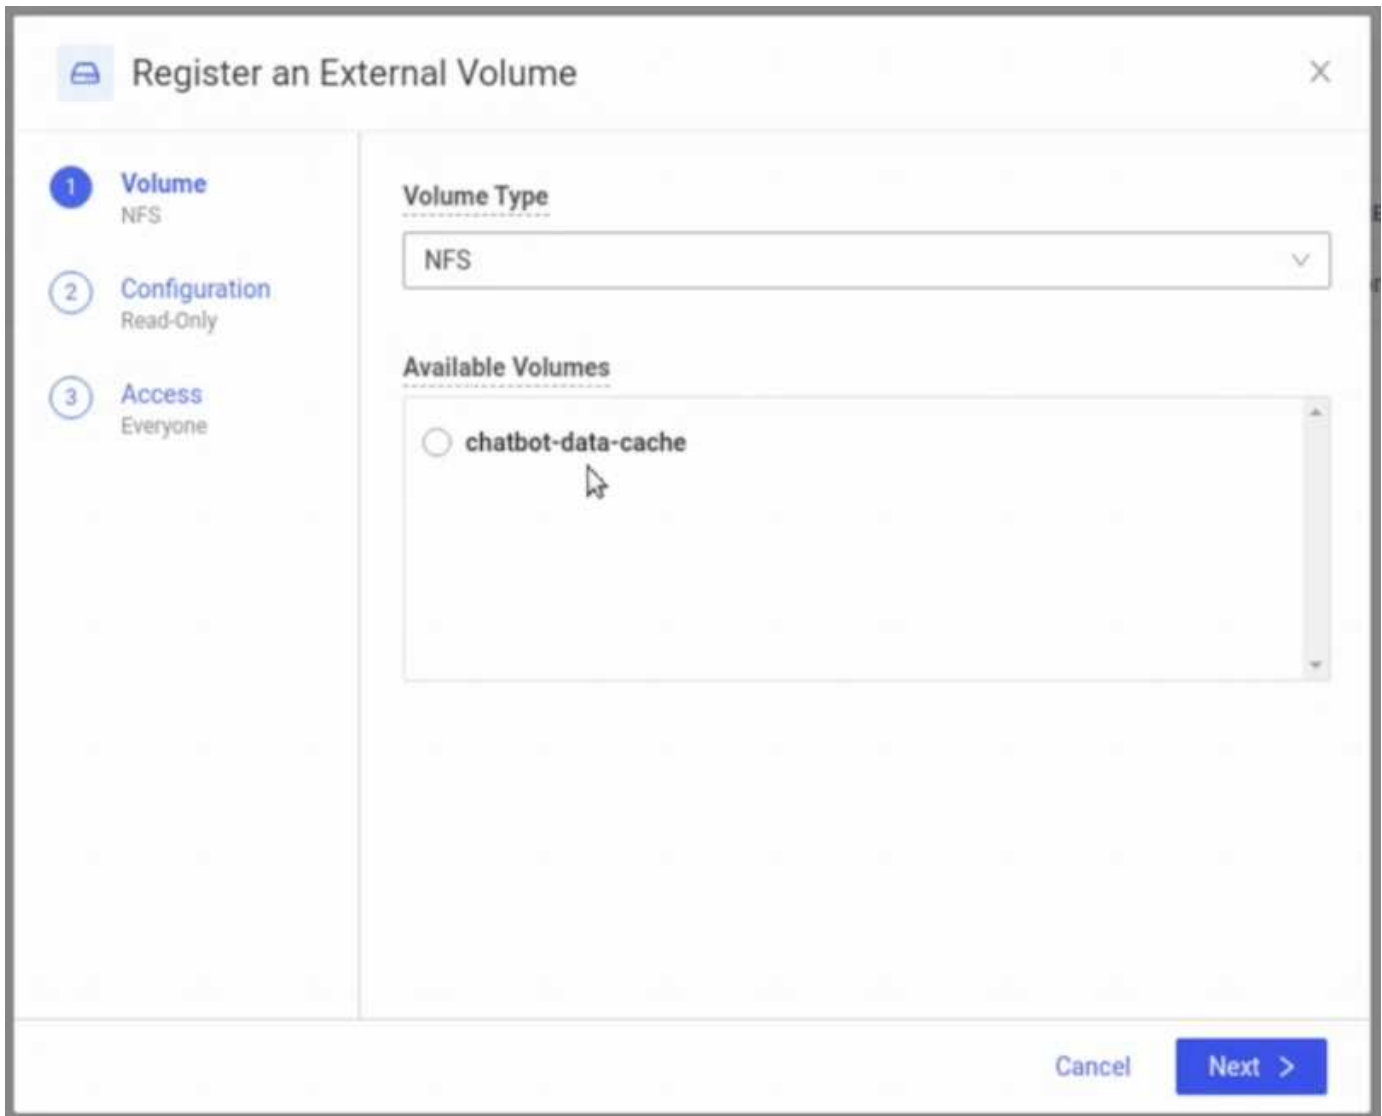 Register an External Volume
1
Volume
NFS
2
Configuration
Read-Only
3
Access
Everyone
Volume Type
NFS
Available Volumes
chatbot-data-cache
Cancel
Next